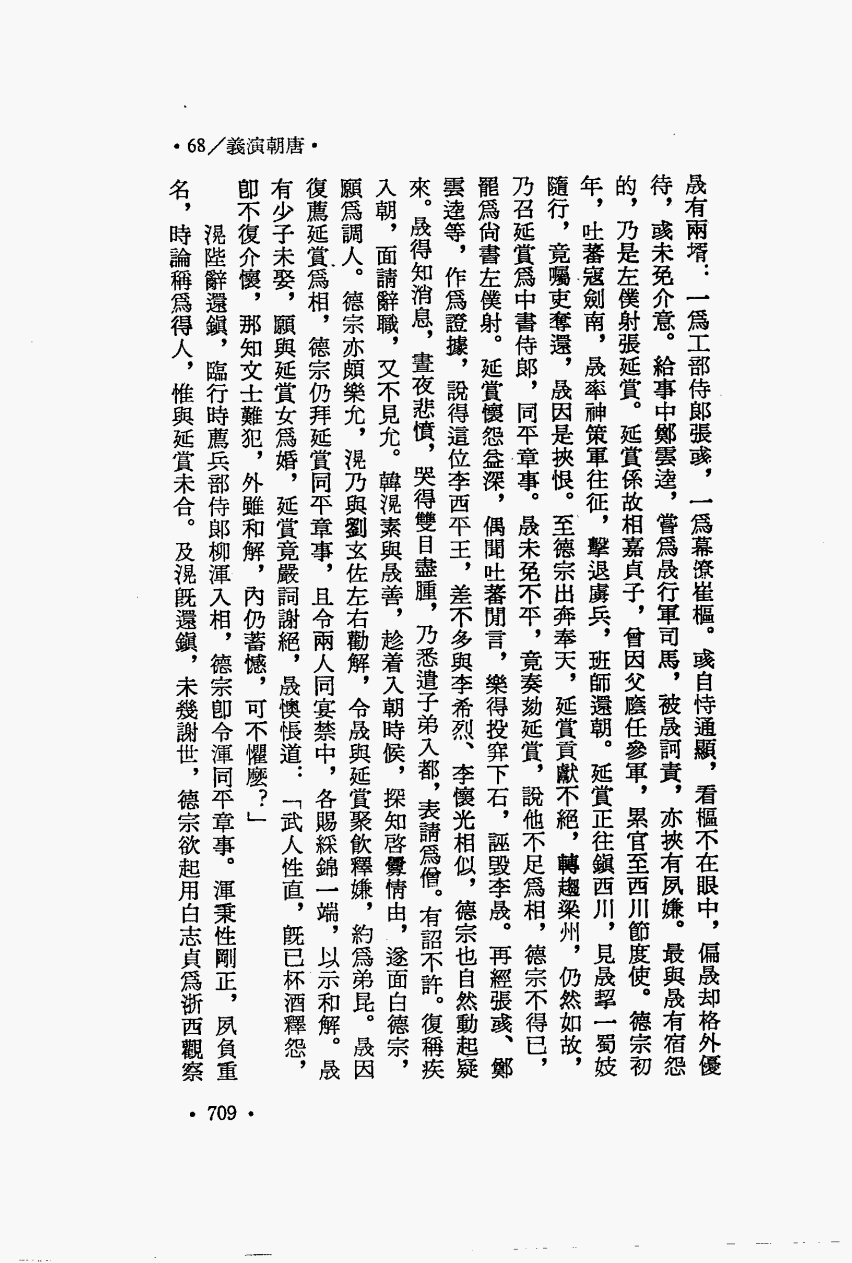 ・68／義演朝唐・
晟有兩壻：一爲工部侍郞張彧，一爲幕僚崔樞。彧自恃通顯，看樞不在眼中，偏晟却格外優
待，彧未免介意。給事中鄭雲逵，嘗爲晟行軍司馬，被晟訶責，亦挾有夙嫌。最與晟有宿怨
的，乃是左僕射張延賞。延賞係故相嘉貞子，曾因父廕任參軍，累官至西川節度使。德宗初
年，吐蕃寇劍南，晟率神策軍往征，擊退虜兵，班師還朝。延賞正往鎭西川，見晟挈一蜀妓
隨行，竟囑吏奪還，晟因是挾恨。至德宗出奔奉天，延賞貢獻不絕，轉趨梁州，仍然如故，
乃召延賞爲中書侍郞，同平章事。晟未免不平，竟奏劾延賞，說他不足爲相，德宗不得已，
罷爲尙書左僕射。延賞懷怨益深，偶聞吐蕃閒言，樂得投穽下石，誣毀李晟。再經張彧、鄭
雲逵等，作爲證據，說得這位李西平王，差不多與李希烈、李懷光相似，德宗也自然動起疑
來。晟得知消息，晝夜悲憤，哭得雙目盡腫，乃悉遣子弟入都，表請爲僧。有詔不許。復稱疾
入朝，面請辭職，又不見允。韓滉素與晟善，趁着入朝時候，探知啓釁情由，遂面白德宗，
願爲調人。德宗亦頗樂允，滉乃與劉玄佐左右勸解，令晟與延賞聚飮釋嫌，約爲弟昆。晟因
復薦延賞爲相，德宗仍拜延賞同平章事，且令兩人同宴禁中，各賜綵錦一端，以示和解。晟
有少子未娶，願與延賞女爲婚，延賞竟嚴詞謝絕，晟懊悵道：「武人性直，旣已杯酒釋怨，
卽不復介懷，那知文士難犯，外雖和解，內仍蓄憾，可不懼麼？」
滉陛辭還鎭，臨行時薦兵部侍郞柳渾入相，德宗卽令渾同平章事。渾秉性剛正，夙負重
名，時論稱爲得人，惟與延賞未合。及滉旣還鎭，未幾謝世，德宗欲起用白志貞爲浙西觀察
・709・